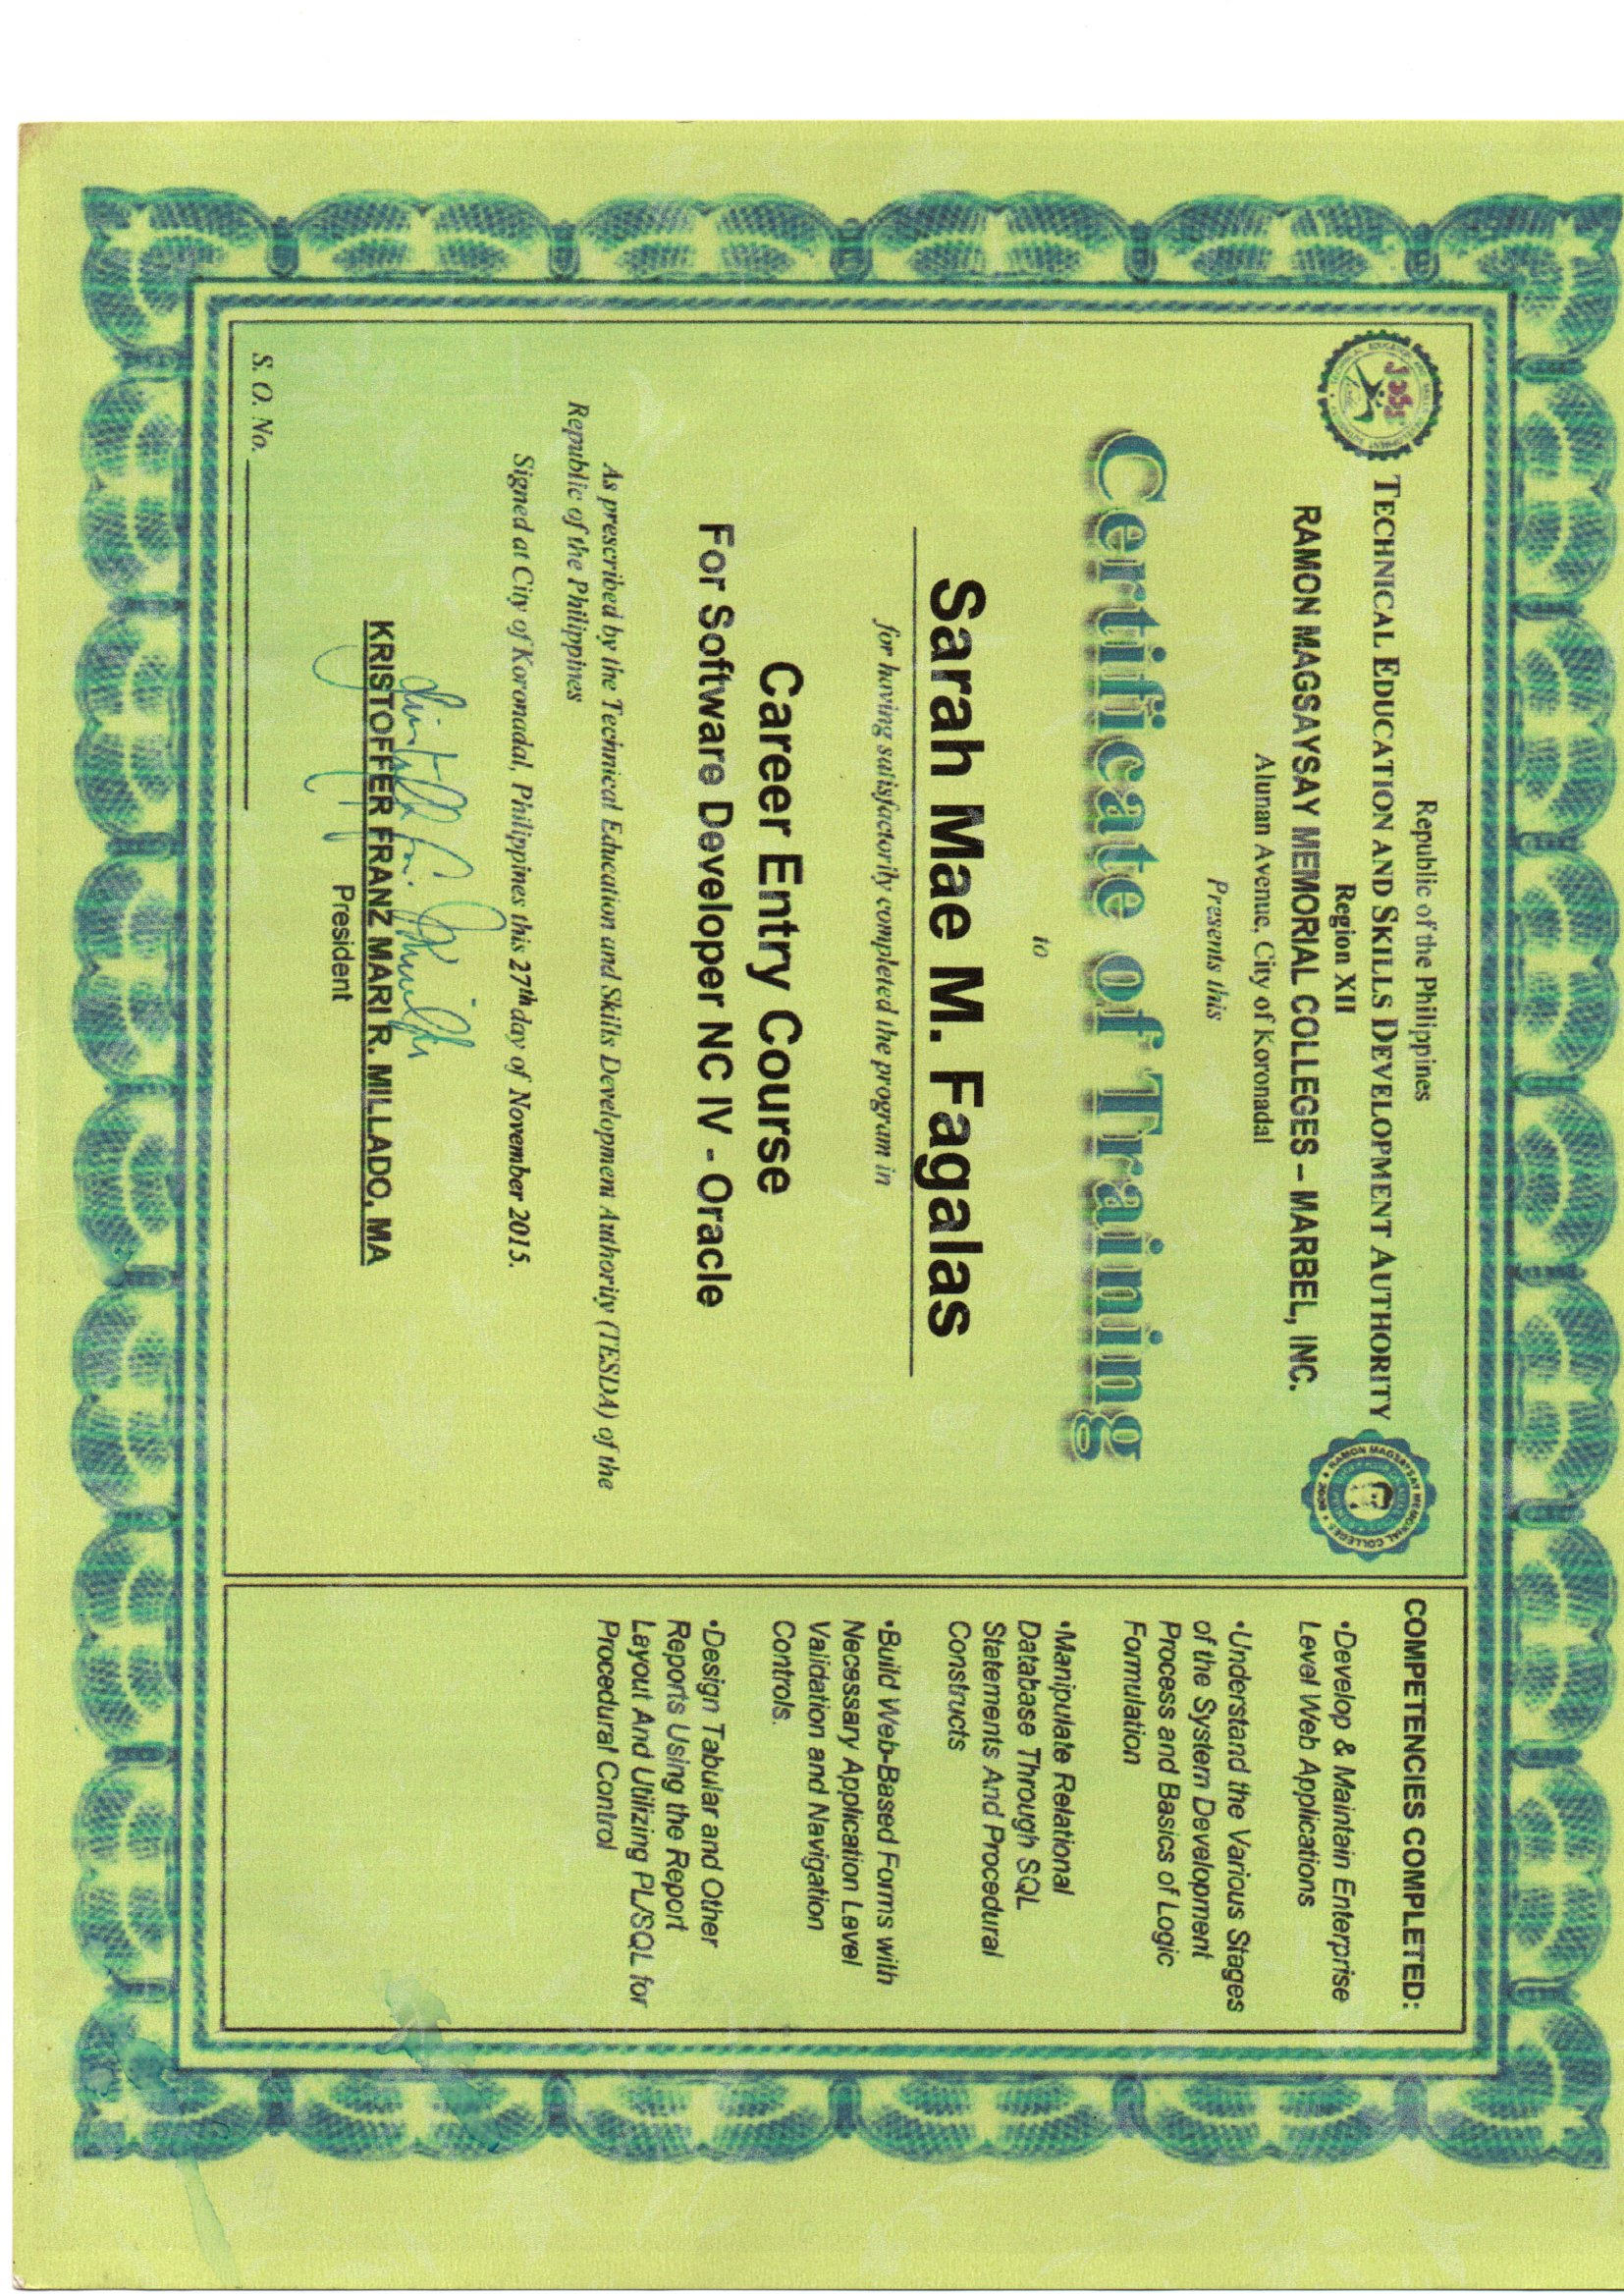 Republic of the Philippines
TECHNICAL EDUCATION AND SKILLS DEVELOPMENT AUTHORITY
Region XII
RAMON MAGSAYSAY MEMORIAL COLLEGES – MARBEL, INC.
Alunan Avenue, City of Koronadal
Presents this
Certificate of Training
to
Sarah Mae M. Fagalas
for having satisfactorily completed the program in
Career Entry Course
For Software Developer NC IV - Oracle
As prescribed by the Technical Education and Skills Development Authority (TESDA) of the
Republic of the Philippines
Signed at City of Koronadal, Philippines this 27th day of November 2015.
KRISTOFFER FRANZ MARI R. MILLADO, MA
President
S. O. No.
COMPETENCIES COMPLETED:
•Develop & Maintain Enterprise
Level Web Applications
•Understand the Various Stages
of the System Development
Process and Basics of Logic
Formulation
•Manipulate Relational
Database Through SQL
Statements And Procedural
Constructs
•Build Web-Based Forms with
Necessary Application Level
Validation and Navigation
Controls.
•Design Tabular and Other
Reports Using the Report
Layout And Utilizing PL/SQL for
Procedural Control
RAMON MAGSAYSAY MEMORIAL COLLEGES